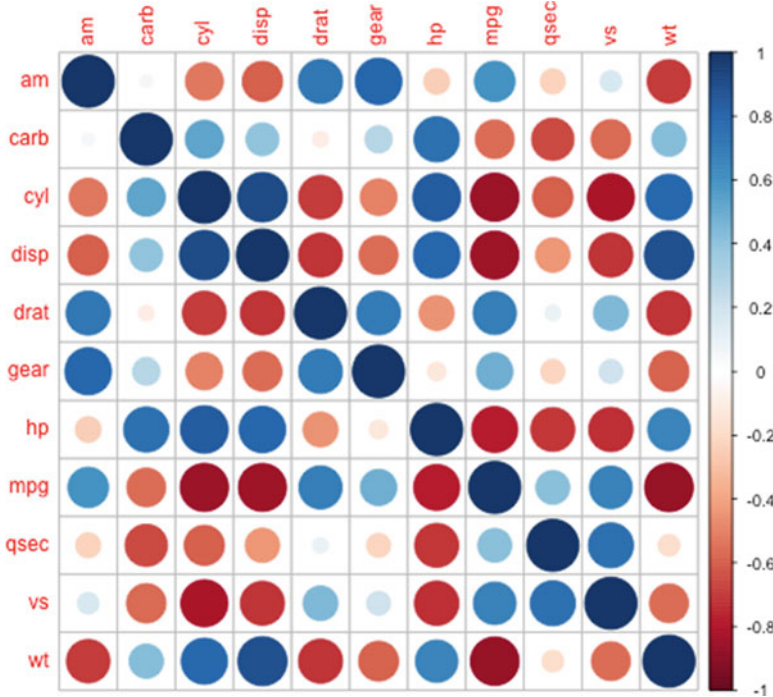 am carb cyl disp drat gear hp mpg qsec vs wt
am
carb
cyl
disp
drat
gear
hp
mpg
qsec
vs
wt
1
0.8
0.6
0.4
0.2
0
-0.2
-0.4
-0.6
-0.8
-1